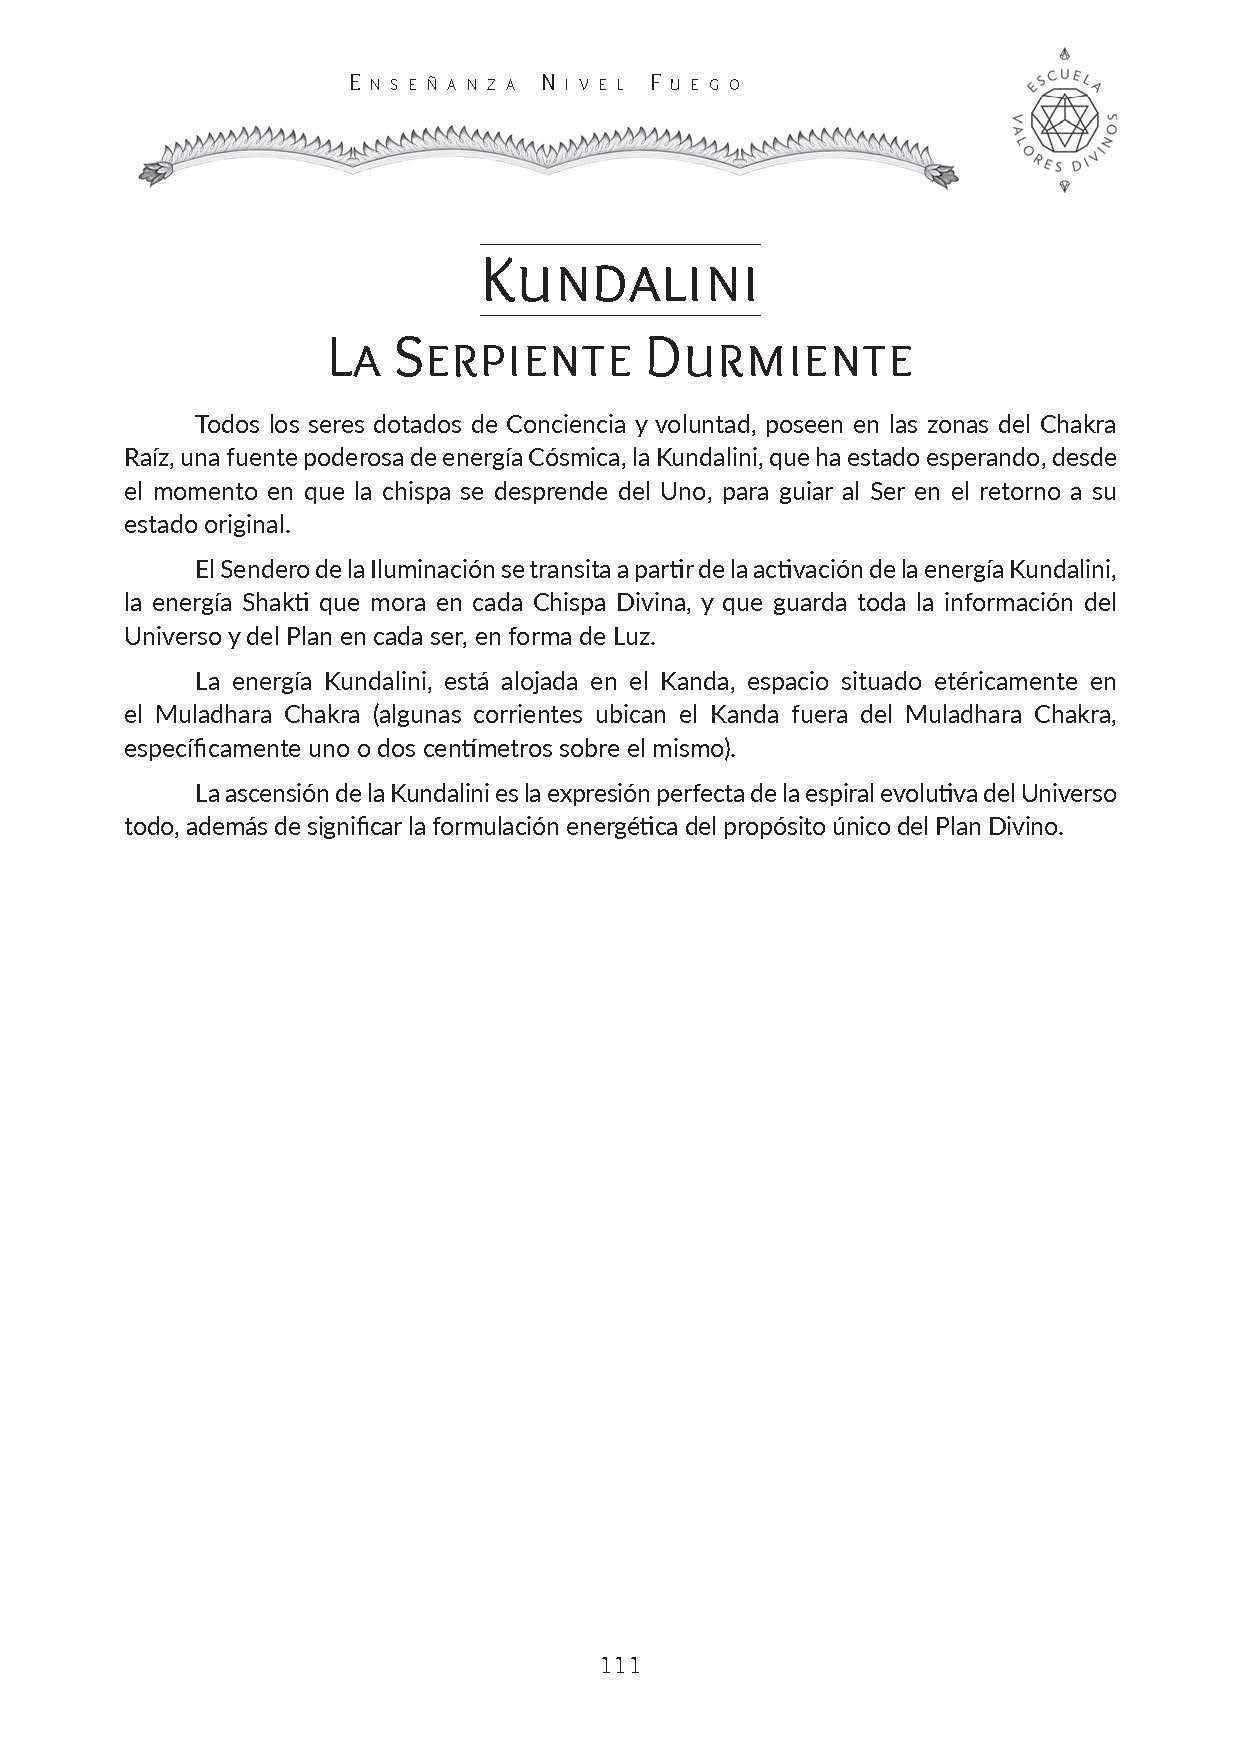 Enseñanza Nivel Fuego
ESCUELA
VALORES DIVINOS
Kundalini
La Serpiente Durmiente
Todos los seres dotados de Conciencia y voluntad, poseen en las zonas del Chakra
Raíz, una fuente poderosa de energía Cósmica, la Kundalini, que ha estado esperando, desde
el momento en que la chispa se desprende del Uno, para guiar al Ser en el retorno a su
estado original.
El Sendero de la Iluminación se transita a partir de la activación de la energía Kundalini,
la energía Shakti que mora en cada Chispa Divina, y que guarda toda la información del
Universo y del Plan en cada ser, en forma de Luz.
La energía Kundalini, está alojada en el Kanda, espacio situado etéricamente en
el Muladhara Chakra (algunas corrientes ubican el Kanda fuera del Muladhara Chakra,
específicamente uno o dos centímetros sobre el mismo).
La ascensión de la Kundalini es la expresión perfecta de la espiral evolutiva del Universo
todo, además de significar la formulación energética del propósito único del Plan Divino.
111